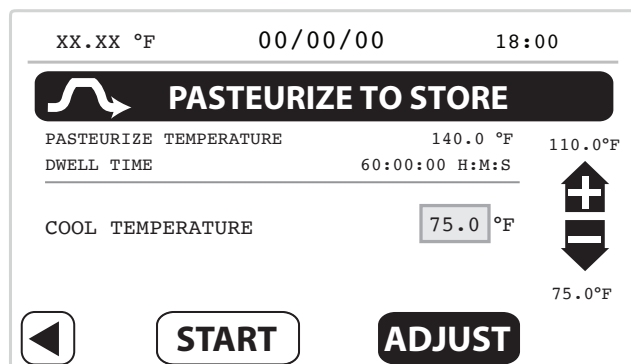 XX.XX °F 00/00/00 18:00
PASTEURIZE TO STORE
PASTEURIZE TEMPERATURE 140.0 °F
110.0°F
DWELL TIME 60:00:00 H:M:S
COOL TEMPERATURE 75.0 °F
75.0°F
START ADJUST